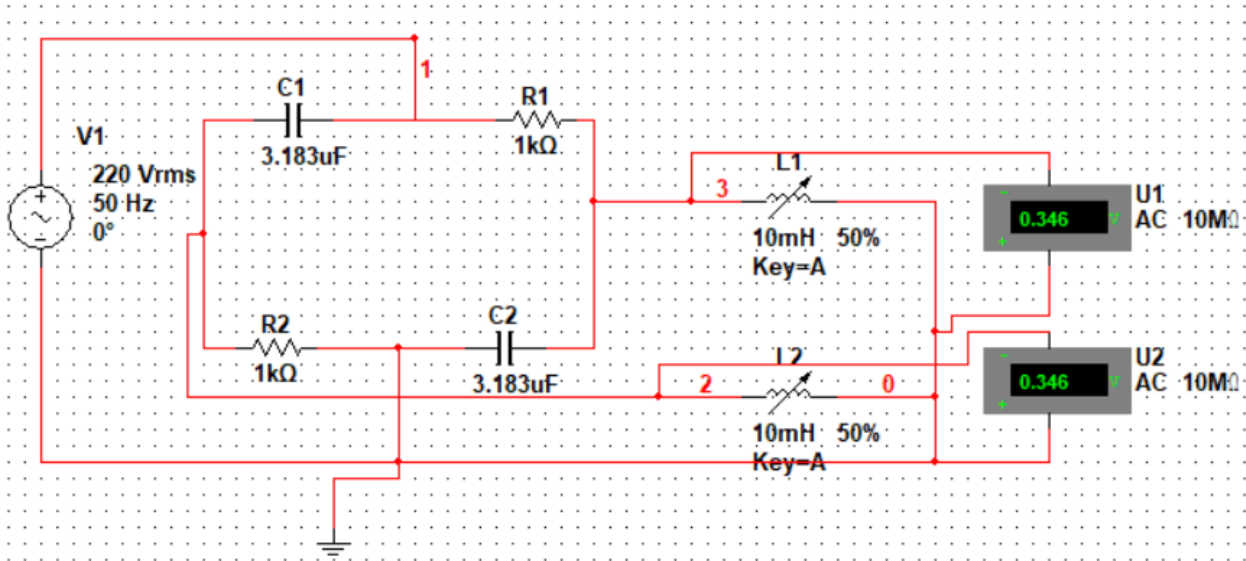 1
C1
3.183uF
R1
1kΩ
V1
220 Vrms
50 Hz
0°
3
L1
10mH 50%
Key=A
0.346 V
U1
AC 10MΩ
R2
1kΩ
C2
3.183uF
2
L2
0
10mH 50%
Key=A
0.346 V
U2
AC 10MΩ